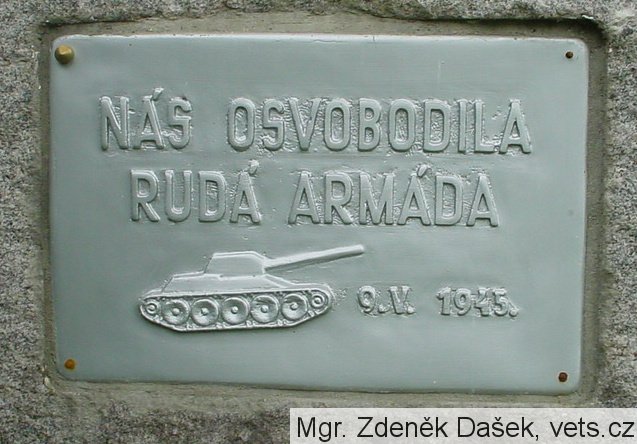 NÁS OSVOBODILA
RUDÁ ARMÁDA
9.V. 1945.
Mgr. Zdeněk Dašek, vets.cz